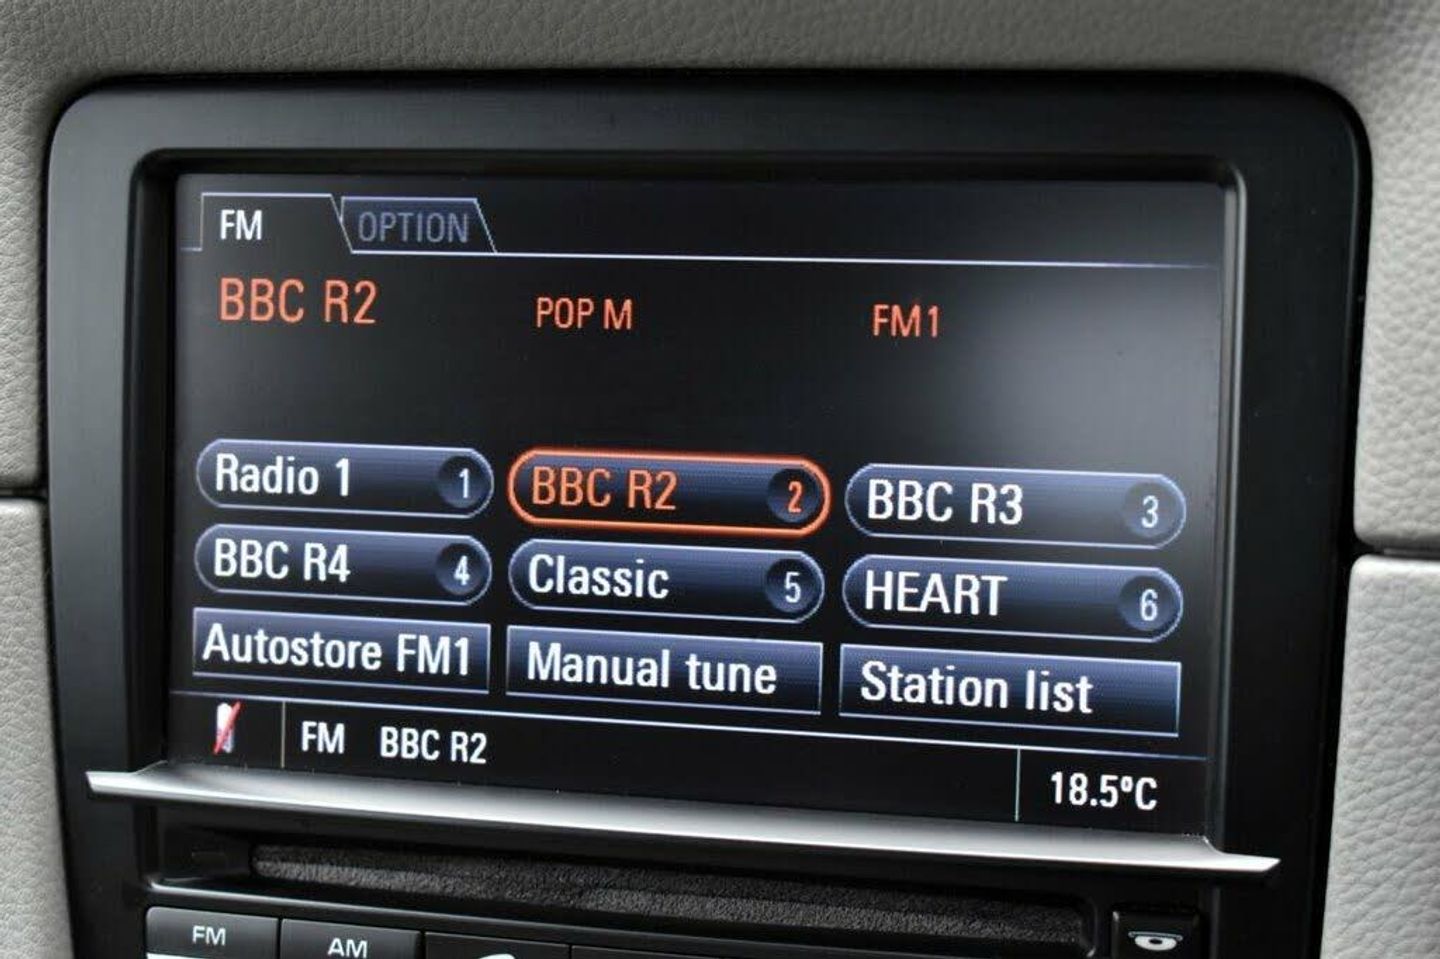 FM OPTION
BBC R2 POP M FM1
Radio 1 1 BBC R2 2 BBC R3 3
BBC R4 4 Classic 5 HEART 6
Autostore FM1 Manual tune Station list
FM BBC R2 18.5ºC
FM AM